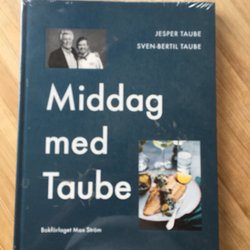 JESPER TAUBE
SVEN-BERTIL TAUBE
Middag
med
Taube
Bokförlaget Max Ström